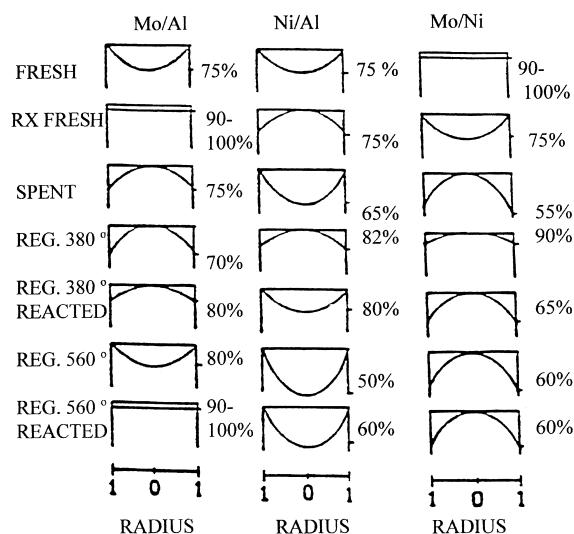 Mo/Al Ni/Al Mo/Ni
FRESH 75% 75 % 90-
100%
RX FRESH 90-
100% 75% 75%
SPENT 75% 65% 55%
REG. 380 º 70% 82% 90%
REG. 380 º
REACTED 80% 80% 65%
REG. 560 º 80% 50% 60%
REG. 560 º 90-
REACTED 100% 60% 60%
1 0 1 1 0 1 1 0 1
RADIUS RADIUS RADIUS